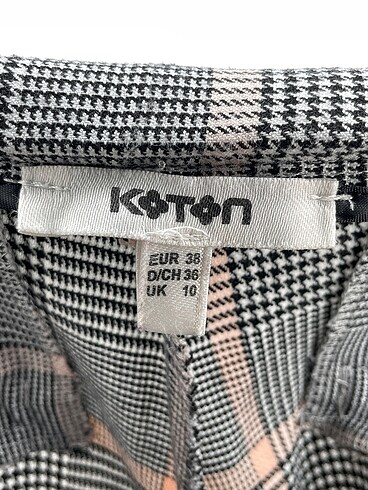 KOTON
EUR 38
D/CH 36
UK 10